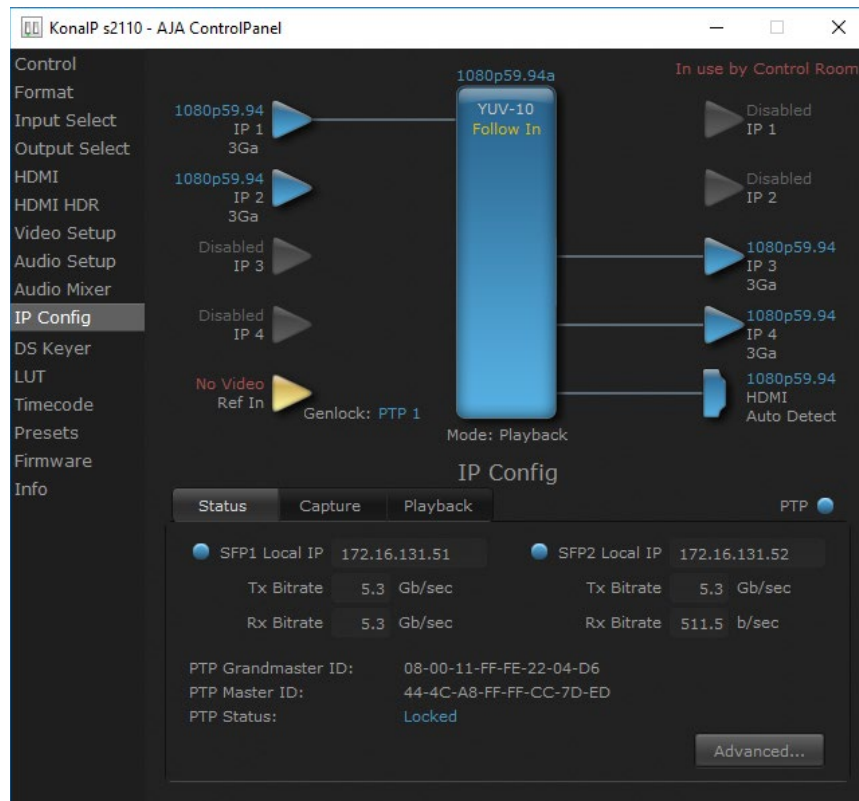 KonaIP s2110 - AJA ControlPanel
Control
Format
Input Select
Output Select
HDMI
HDMI HDR
Video Setup
Audio Setup
Audio Mixer
IP Config
DS Keyer
LUT
Timecode
Presets
Firmware
Info
In use by Control Room
1080p59.94a
YUV-10
Follow In
1080p59.94
IP 1
3Ga
1080p59.94
IP 2
3Ga
Disabled
IP 3
Disabled
IP 4
No Video
Ref In
Genlock: PTP 1
Mode: Playback
Disabled
IP 1
Disabled
IP 2
1080p59.94
IP 3
3Ga
1080p59.94
IP 4
3Ga
1080p59.94
HDMI
Auto Detect
IP Config
Status Capture Playback PTP
SFP1 Local IP 172.16.131.51 SFP2 Local IP 172.16.131.52
Tx Bitrate 5.3 Gb/sec Tx Bitrate 5.3 Gb/sec
Rx Bitrate 5.3 Gb/sec Rx Bitrate 511.5 b/sec
PTP Grandmaster ID: 08-00-11-FF-FE-22-04-D6
PTP Master ID: 44-4C-A8-FF-FF-CC-7D-ED
PTP Status: Locked
Advanced...